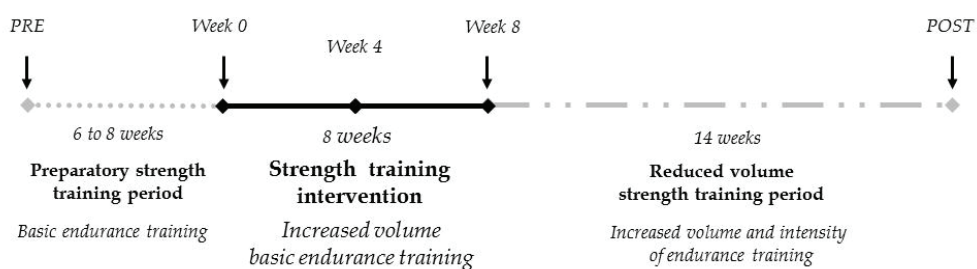 PRE
Week 0
Week 4
Week 8
POST
6 to 8 weeks
8 weeks
14 weeks
Preparatory strength
training period
Basic endurance training
Strength training
intervention
Increased volume
basic endurance training
Reduced volume
strength training period
Increased volume and intensity
of endurance training